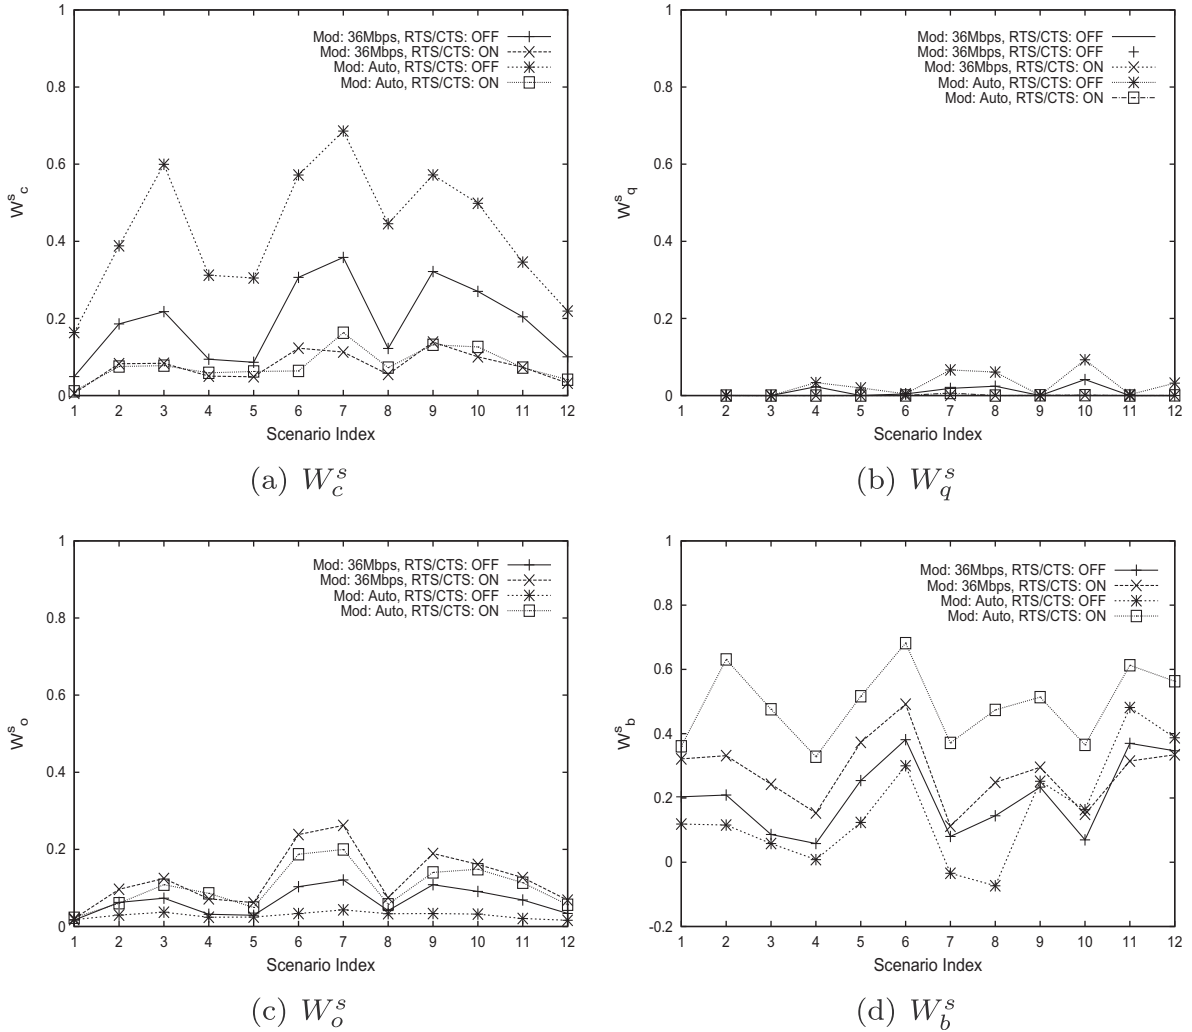 1
0.8
0.6
0.4
0.2
0
W^s_c
Mod: 36Mbps, RTS/CTS: OFF
Mod: 36Mbps, RTS/CTS: ON
Mod: Auto, RTS/CTS: OFF
Mod: Auto, RTS/CTS: ON
1 2 3 4 5 6 7 8 9 10 11 12
Scenario Index
(a) W_c^s
1
0.8
0.6
0.4
0.2
0
W^s_q
Mod: 36Mbps, RTS/CTS: OFF
Mod: 36Mbps, RTS/CTS: OFF
Mod: 36Mbps, RTS/CTS: ON
Mod: Auto, RTS/CTS: OFF
Mod: Auto, RTS/CTS: ON
1 2 3 4 5 6 7 8 9 10 11 12
Scenario Index
(b) W_q^s
1
0.8
0.6
0.4
0.2
0
W^s_o
Mod: 36Mbps, RTS/CTS: OFF
Mod: 36Mbps, RTS/CTS: ON
Mod: Auto, RTS/CTS: OFF
Mod: Auto, RTS/CTS: ON
1 2 3 4 5 6 7 8 9 10 11 12
Scenario Index
(c) W_o^s
1
0.8
0.6
0.4
0.2
0
-0.2
W^s_b
Mod: 36Mbps, RTS/CTS: OFF
Mod: 36Mbps, RTS/CTS: ON
Mod: Auto, RTS/CTS: OFF
Mod: Auto, RTS/CTS: ON
1 2 3 4 5 6 7 8 9 10 11 12
Scenario Index
(d) W_b^s